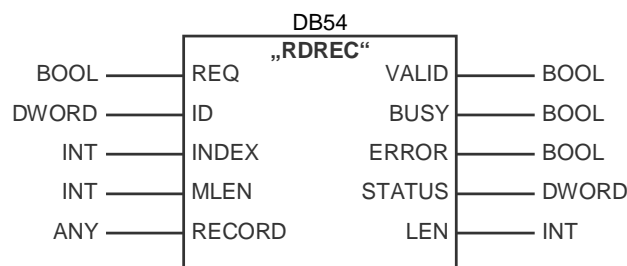 DB54
„RDREC“
BOOL REQ VALID BOOL
DWORD ID BUSY BOOL
INT INDEX ERROR BOOL
INT MLEN STATUS DWORD
ANY RECORD LEN INT